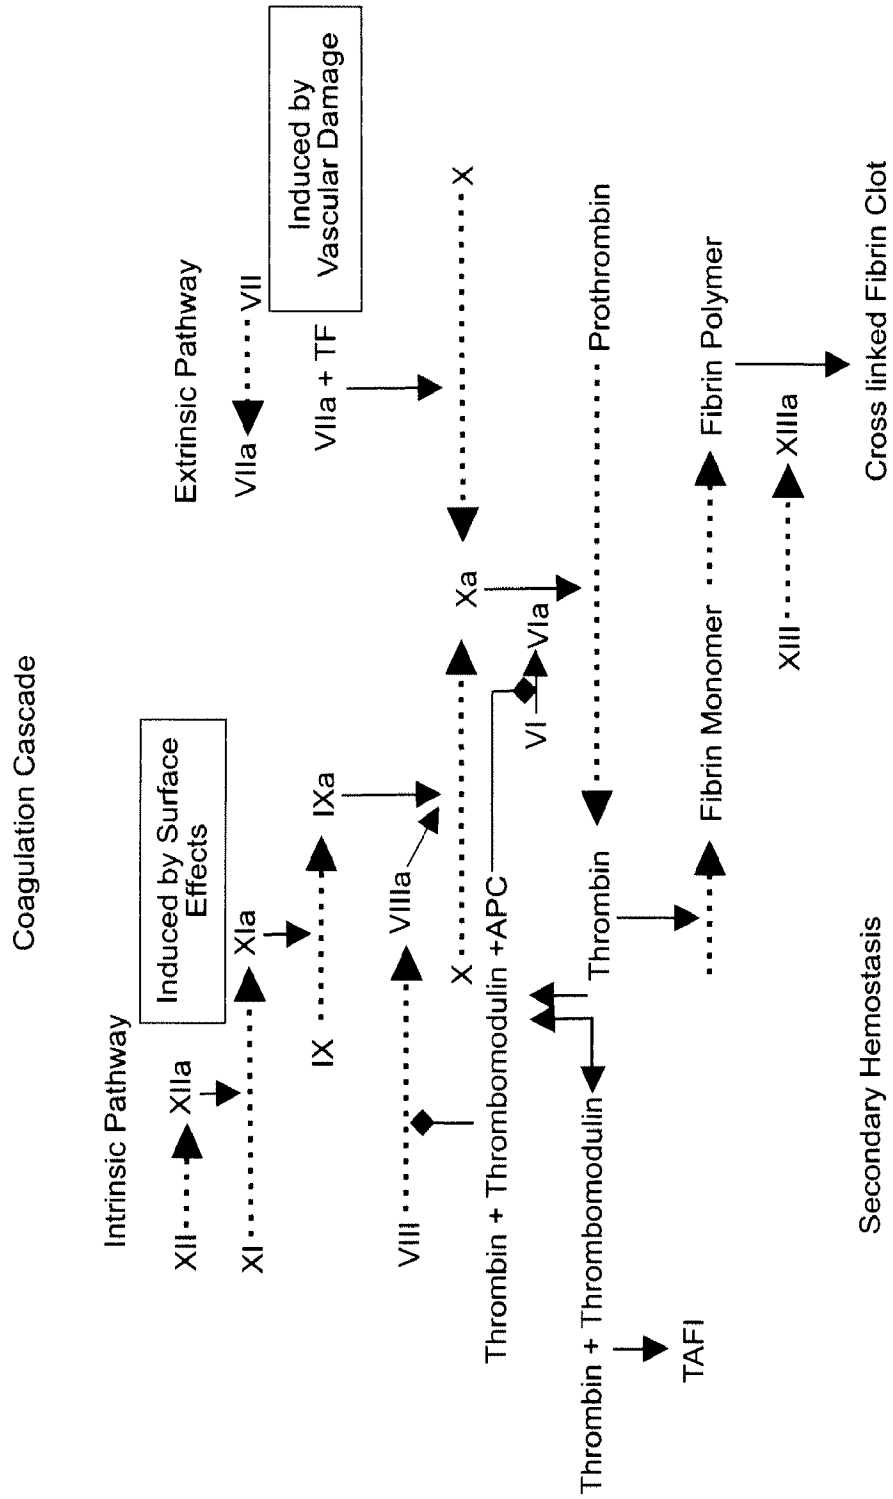 Coagulation Cascade
Intrinsic Pathway
Extrinsic Pathway
XII
XIIa
Induced by Surface
Effects
VIIa
VII
Induced by
Vascular Damage
XI
XIa
VIIa + TF
IX
IXa
VIII
VIIIa
X
Xa
X
Thrombin + Thrombomodulin +APC
VI
VIa
Thrombin + Thrombomodulin
Thrombin
Prothrombin
TAFI
Fibrin Monomer
Fibrin Polymer
XIII
XIIIa
Secondary Hemostasis
Cross linked Fibrin Clot